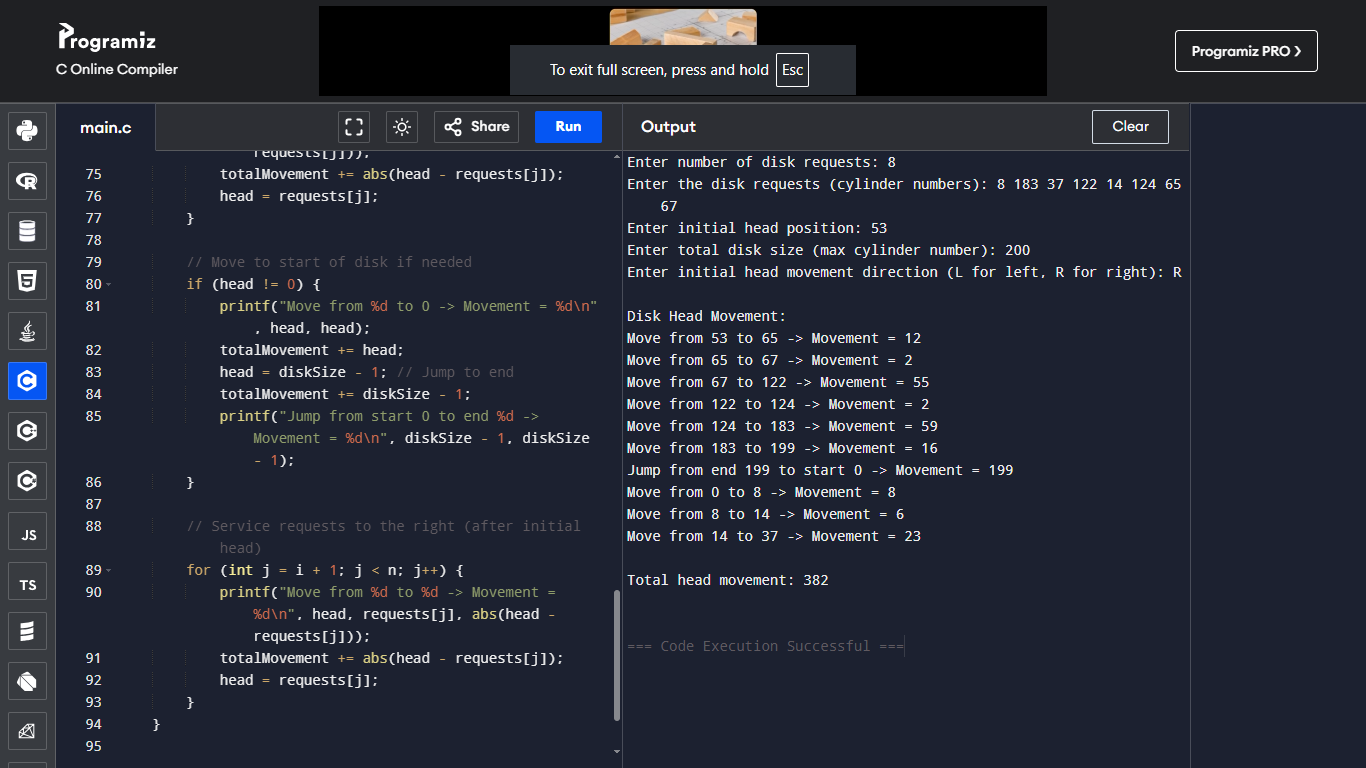 Programiz
C Online Compiler
To exit full screen, press and hold Esc
Programiz PRO >
main.c
Share
Run
Output
Clear
requests[j]));
75 totalMovement += abs(head - requests[j]);
76 head = requests[j];
77 }
78
79 // Move to start of disk if needed
80 if (head != 0) {
81 printf("Move from %d to 0 -> Movement = %d\n"
, head, head);
82 totalMovement += head;
83 head = diskSize - 1; // Jump to end
84 totalMovement += diskSize - 1;
85 printf("Jump from start 0 to end %d ->
Movement = %d\n", diskSize - 1, diskSize
- 1);
86 }
87
88 // Service requests to the right (after initial
head)
89 for (int j = i + 1; j < n; j++) {
90 printf("Move from %d to %d -> Movement =
%d\n", head, requests[j], abs(head -
requests[j]));
91 totalMovement += abs(head - requests[j]);
92 head = requests[j];
93 }
94 }
95
Enter number of disk requests: 8
Enter the disk requests (cylinder numbers): 8 183 37 122 14 124 65
67
Enter initial head position: 53
Enter total disk size (max cylinder number): 200
Enter initial head movement direction (L for left, R for right): R
Disk Head Movement:
Move from 53 to 65 -> Movement = 12
Move from 65 to 67 -> Movement = 2
Move from 67 to 122 -> Movement = 55
Move from 122 to 124 -> Movement = 2
Move from 124 to 183 -> Movement = 59
Move from 183 to 199 -> Movement = 16
Jump from end 199 to start 0 -> Movement = 199
Move from 0 to 8 -> Movement = 8
Move from 8 to 14 -> Movement = 6
Move from 14 to 37 -> Movement = 23
Total head movement: 382
=== Code Execution Successful ===
JS
TS